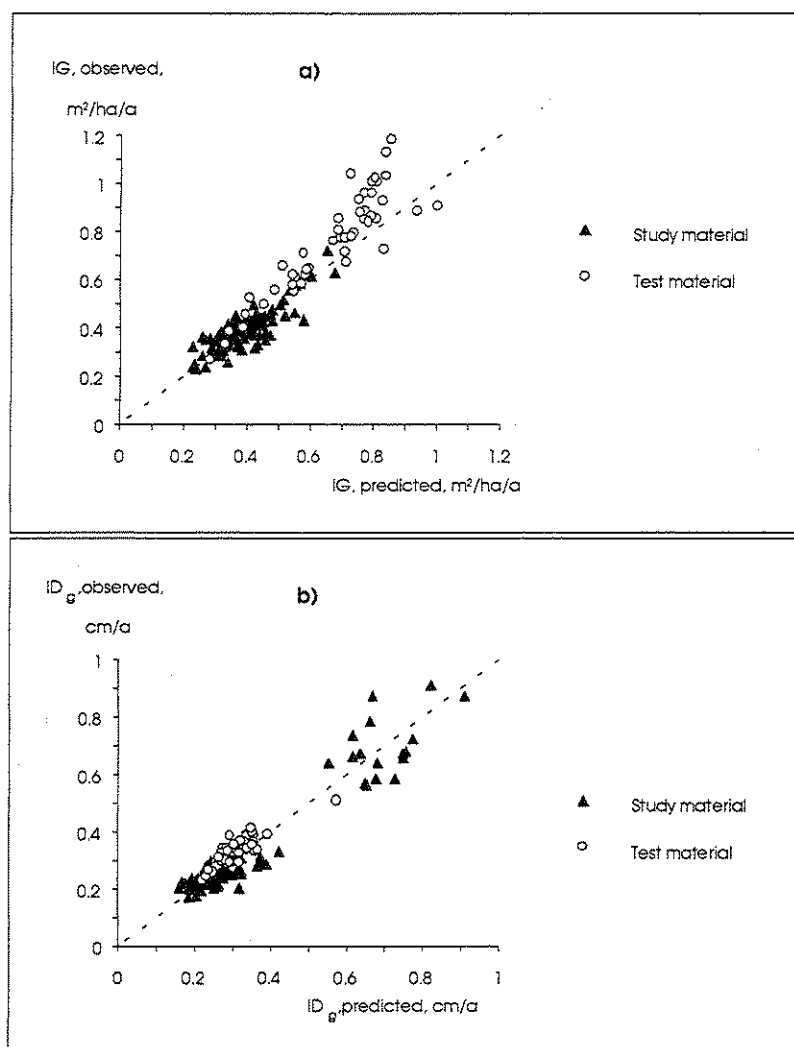 IG, observed,
a)
m²/ha/a
1.2
1
0.8
0.6
0.4
0.2
0
0 0.2 0.4 0.6 0.8 1 1.2
IG, predicted, m²/ha/a
Study material
Test material
ID g,observed,
b)
cm/a
1
0.8
0.6
0.4
0.2
0
0 0.2 0.4 0.6 0.8 1
ID g,predicted, cm/a
Study material
Test material